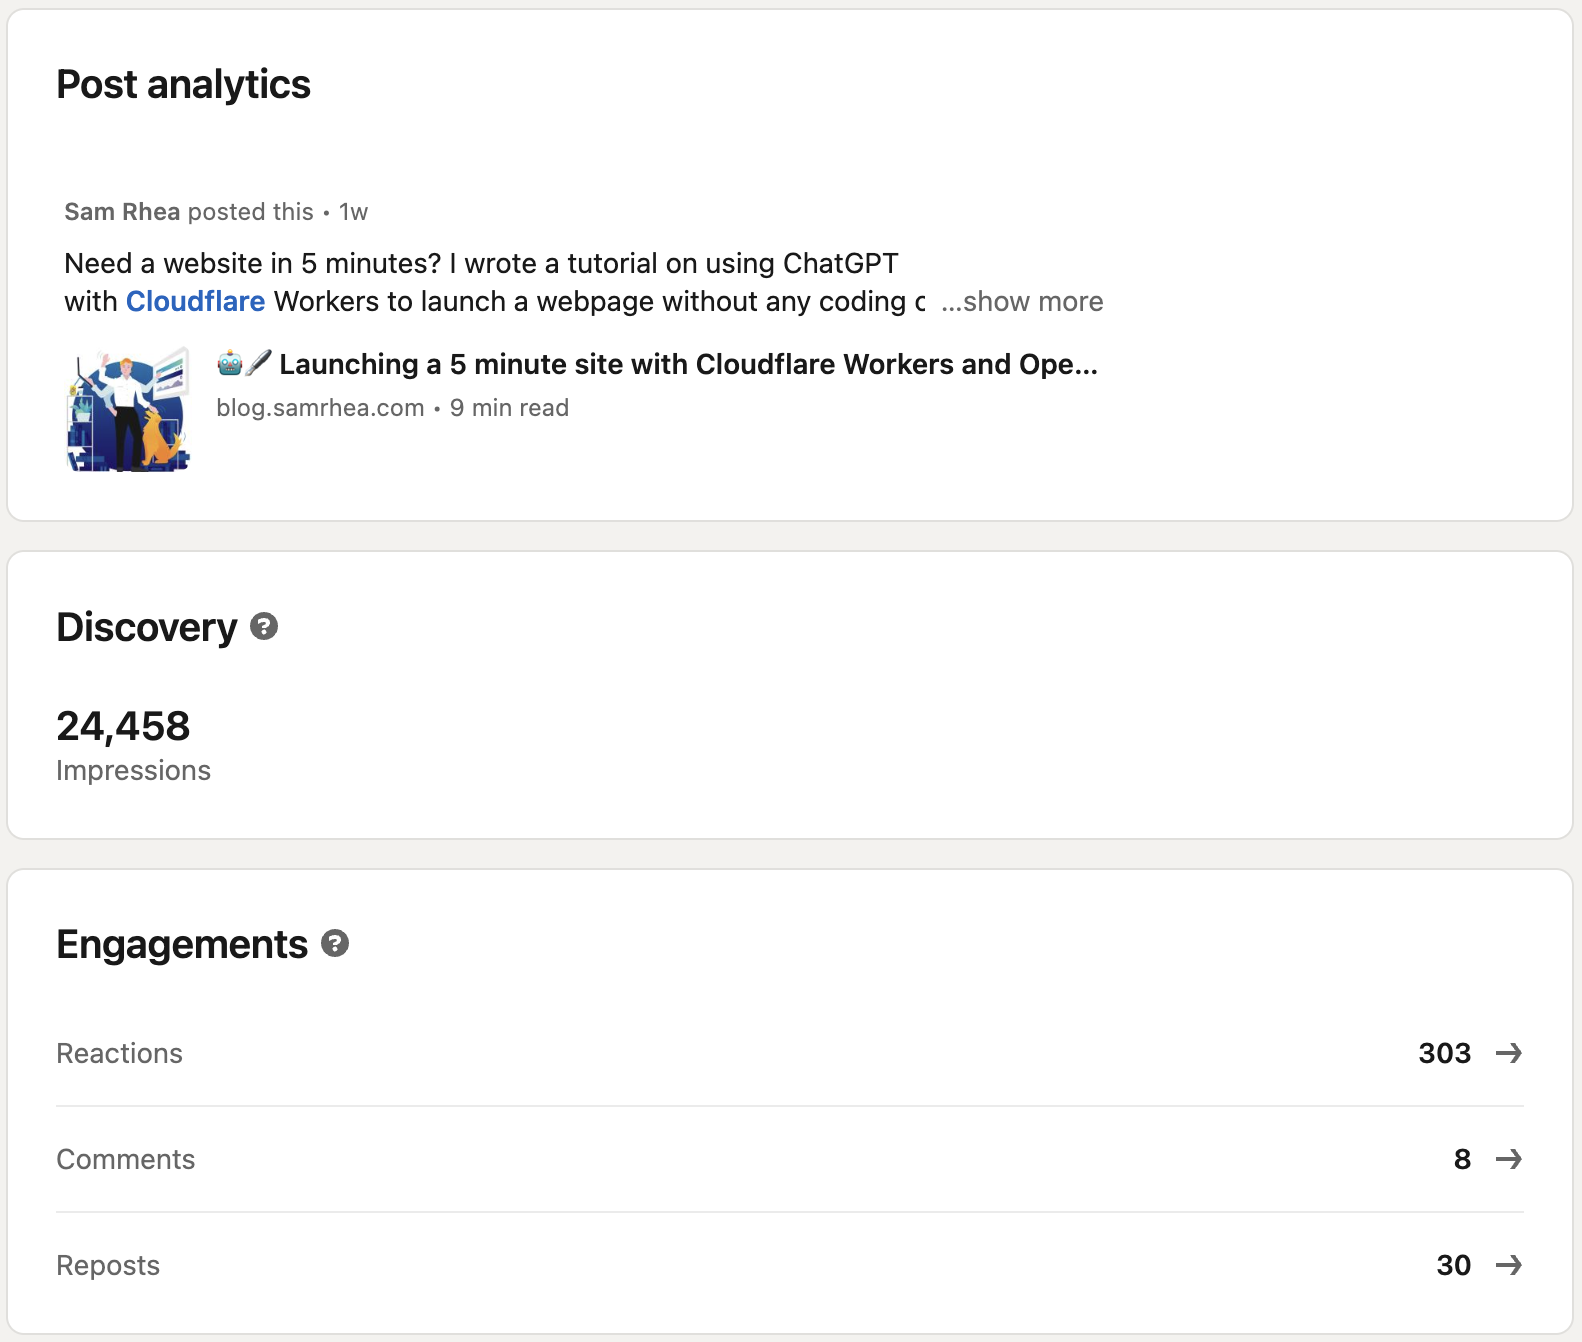 Post analytics
Sam Rhea posted this • 1w
Need a website in 5 minutes? I wrote a tutorial on using ChatGPT
with Cloudflare Workers to launch a webpage without any coding c ...show more
🤖🖌️ Launching a 5 minute site with Cloudflare Workers and Ope...
blog.samrhea.com • 9 min read
Discovery ?
24,458
Impressions
Engagements ?
Reactions 303 →
Comments 8 →
Reposts 30 →